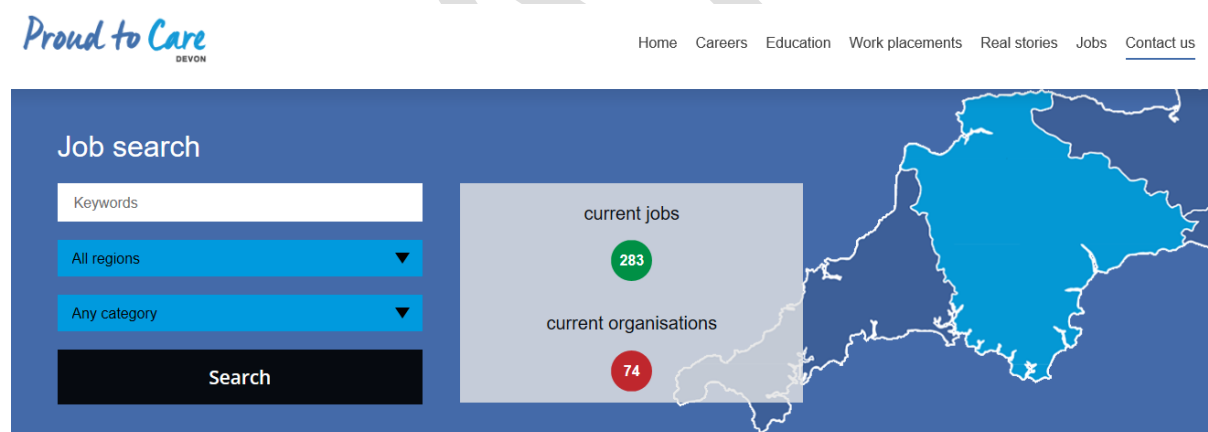 Proud to Care
DEVON
Home Careers Education Work placements Real stories Jobs Contact us
Job search
Keywords
All regions
Any category
Search
current jobs
283
current organisations
74